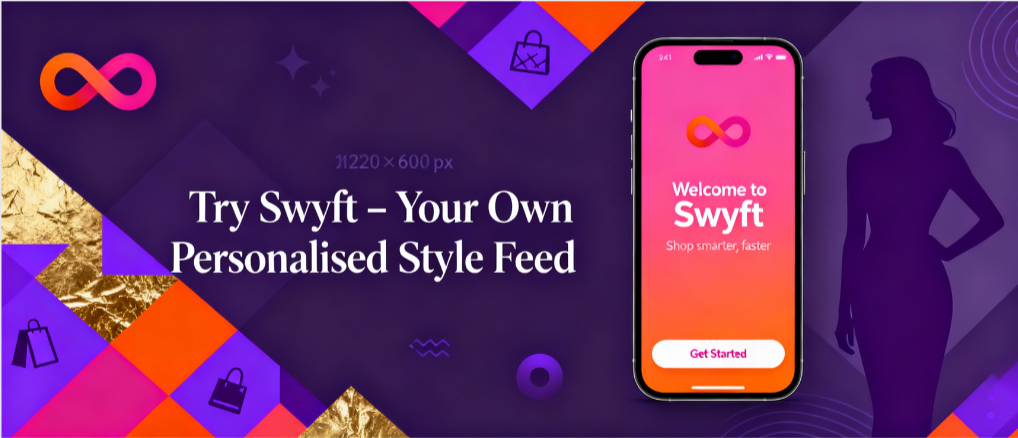 × 600 px
Try Swyft – Your Own
Personalised Style Feed
9:41
Welcome to
Swyft
Shop smarter, faster
Get Started